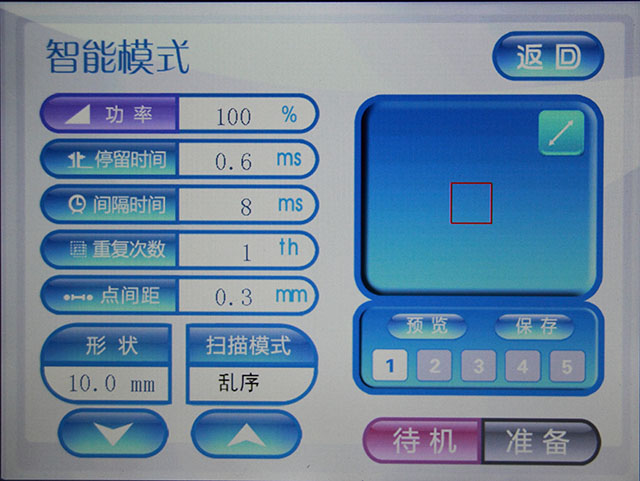 智能模式
返回
功率 100 %
停留时间 0.6 ms
间隔时间 8 ms
重复次数 1 th
点间距 0.3 mm
形状 扫描模式
10.0 mm 乱序
预览 保存
1 2 3 4 5
待机 准备